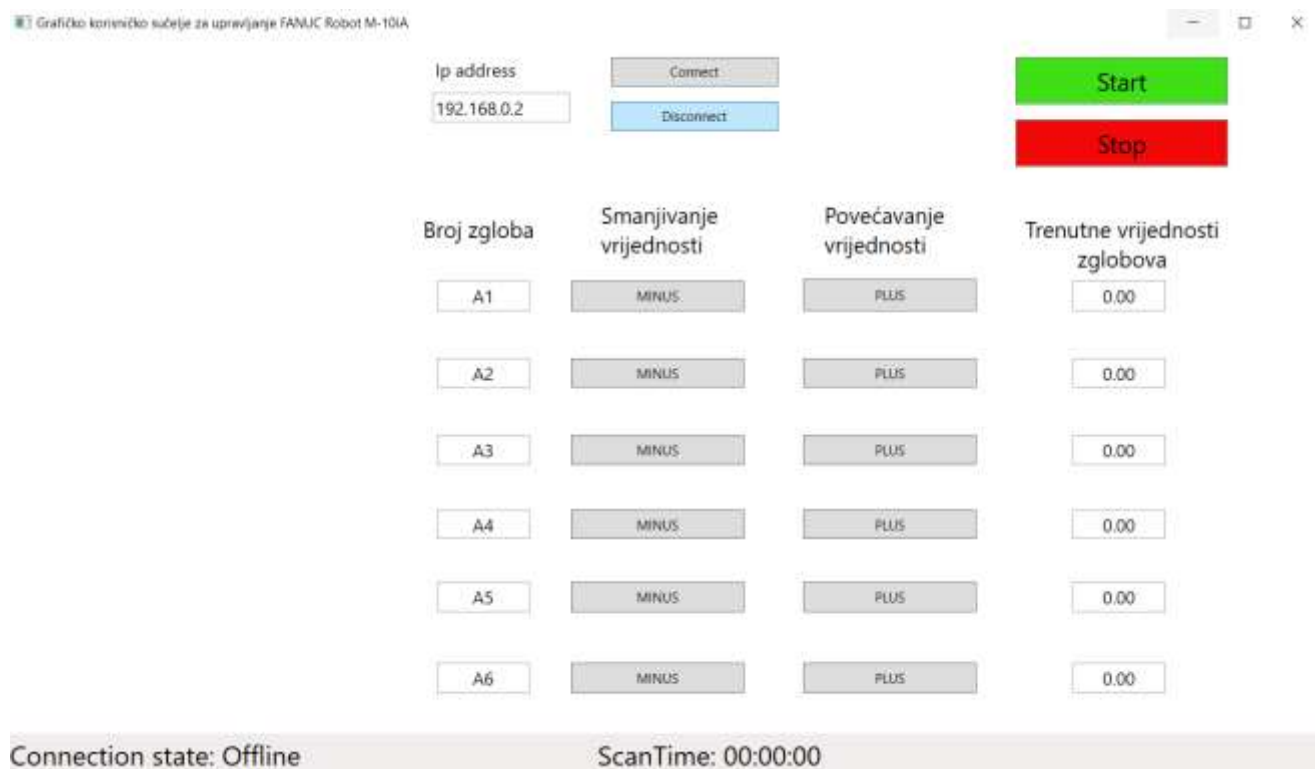 Grafičko korisničko sučelje za upravljanje FANUC Robot M-10iA
Ip address
Connect
Start
192.168.0.2
Disconnect
Stop
Broj zgloba
Smanjivanje
vrijednosti
Povećavanje
vrijednosti
Trenutne vrijednosti
zglobova
A1 MINUS PLUS 0.00
A2 MINUS PLUS 0.00
A3 MINUS PLUS 0.00
A4 MINUS PLUS 0.00
A5 MINUS PLUS 0.00
A6 MINUS PLUS 0.00
Connection state: Offline ScanTime: 00:00:00